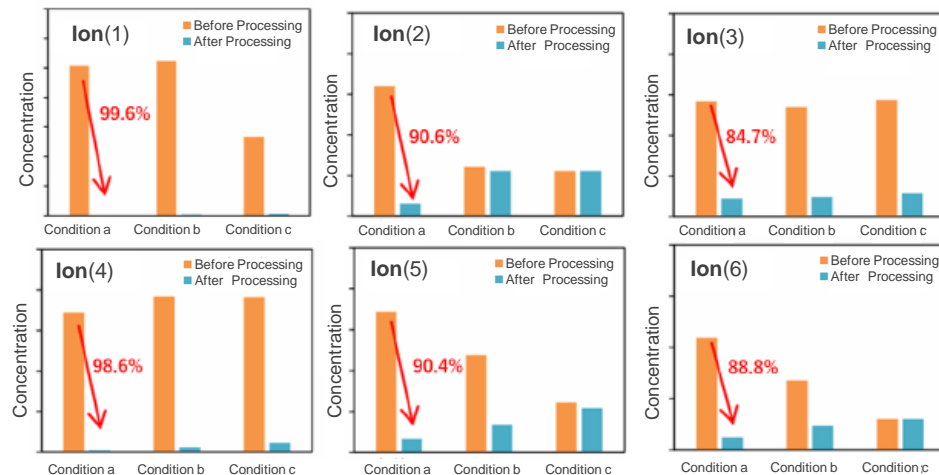 Ion(1)
Before Processing
After Processing
Concentration
99.6%
Condition a Condition b Condition c
Ion(2)
Before Processing
After Processing
Concentration
90.6%
Condition a Condition b Condition c
Ion(3)
Before Processing
After Processing
Concentration
84.7%
Condition a Condition b Condition c
Ion(4)
Before Processing
After Processing
Concentration
98.6%
Condition a Condition b Condition c
Ion(5)
Before Processing
After Processing
Concentration
90.4%
Condition a Condition b Condition c
Ion(6)
Before Processing
After Processing
Concentration
88.8%
Condition a Condition b Condition c